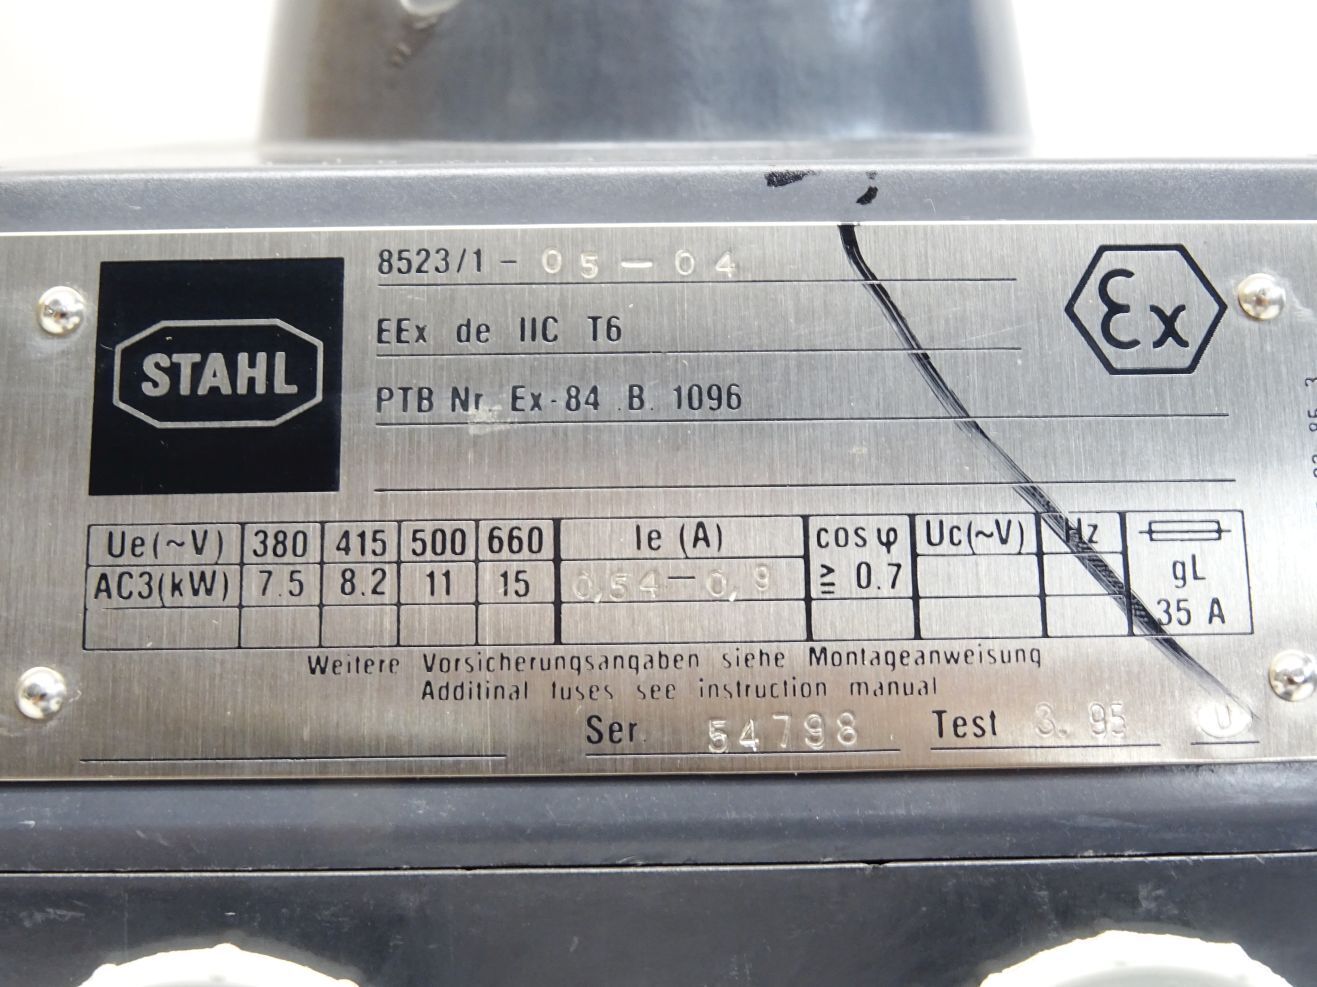 STAHL
8523/1 - 05 - 04
EEx de IIC T6
PTB Nr. Ex-84.B.1096
Ex
Ue(~V) 380 415 500 660 Ie (A) cos φ Uc(~V) Hz
AC3(kW) 7.5 8.2 11 15 0,54-0,9 ≧ 0.7 gL
35 A
Weitere Vorsicherungsangaben siehe Montageanweisung
Additinal fuses see instruction manual
Ser. 54798 Test 3.95 U